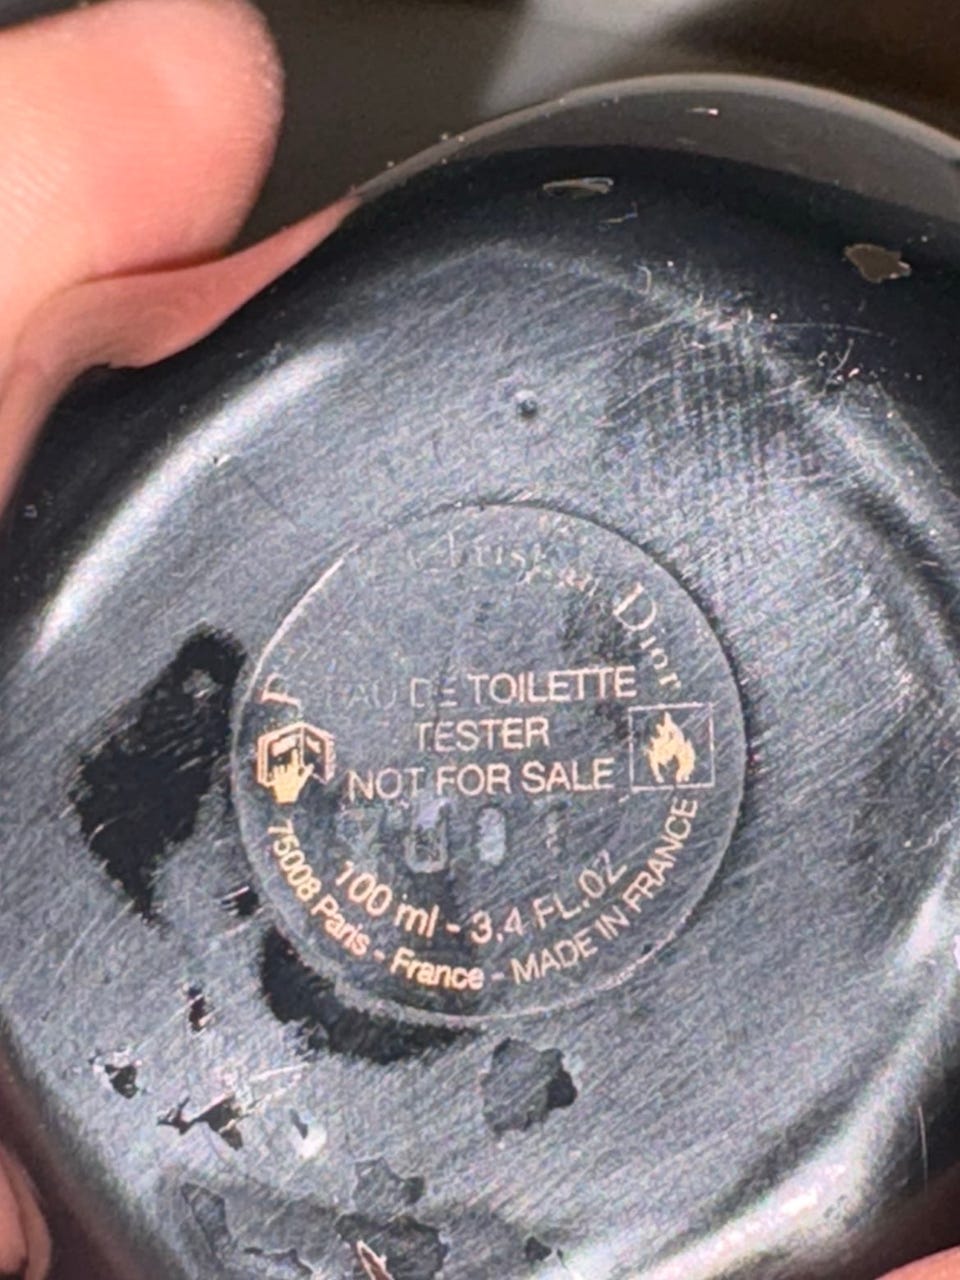 Christian Dior
EAU DE TOILETTE
TESTER
NOT FOR SALE
100 ml - 3.4 FL.OZ
75008 Paris - France - MADE IN FRANCE